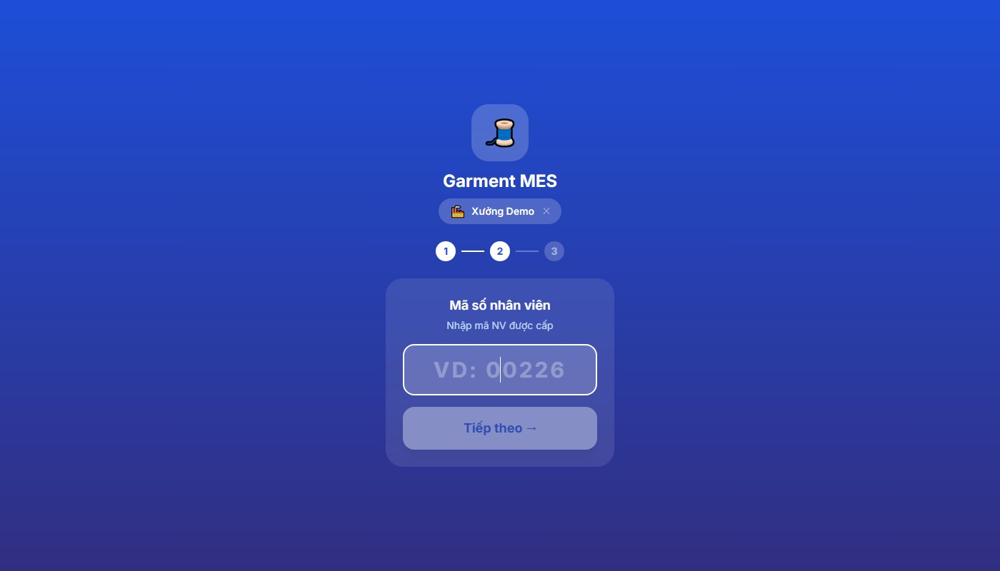 Garment MES
Xưởng Demo ×
1 2 3
Mã số nhân viên
Nhập mã NV được cấp
VD: 00226
Tiếp theo →